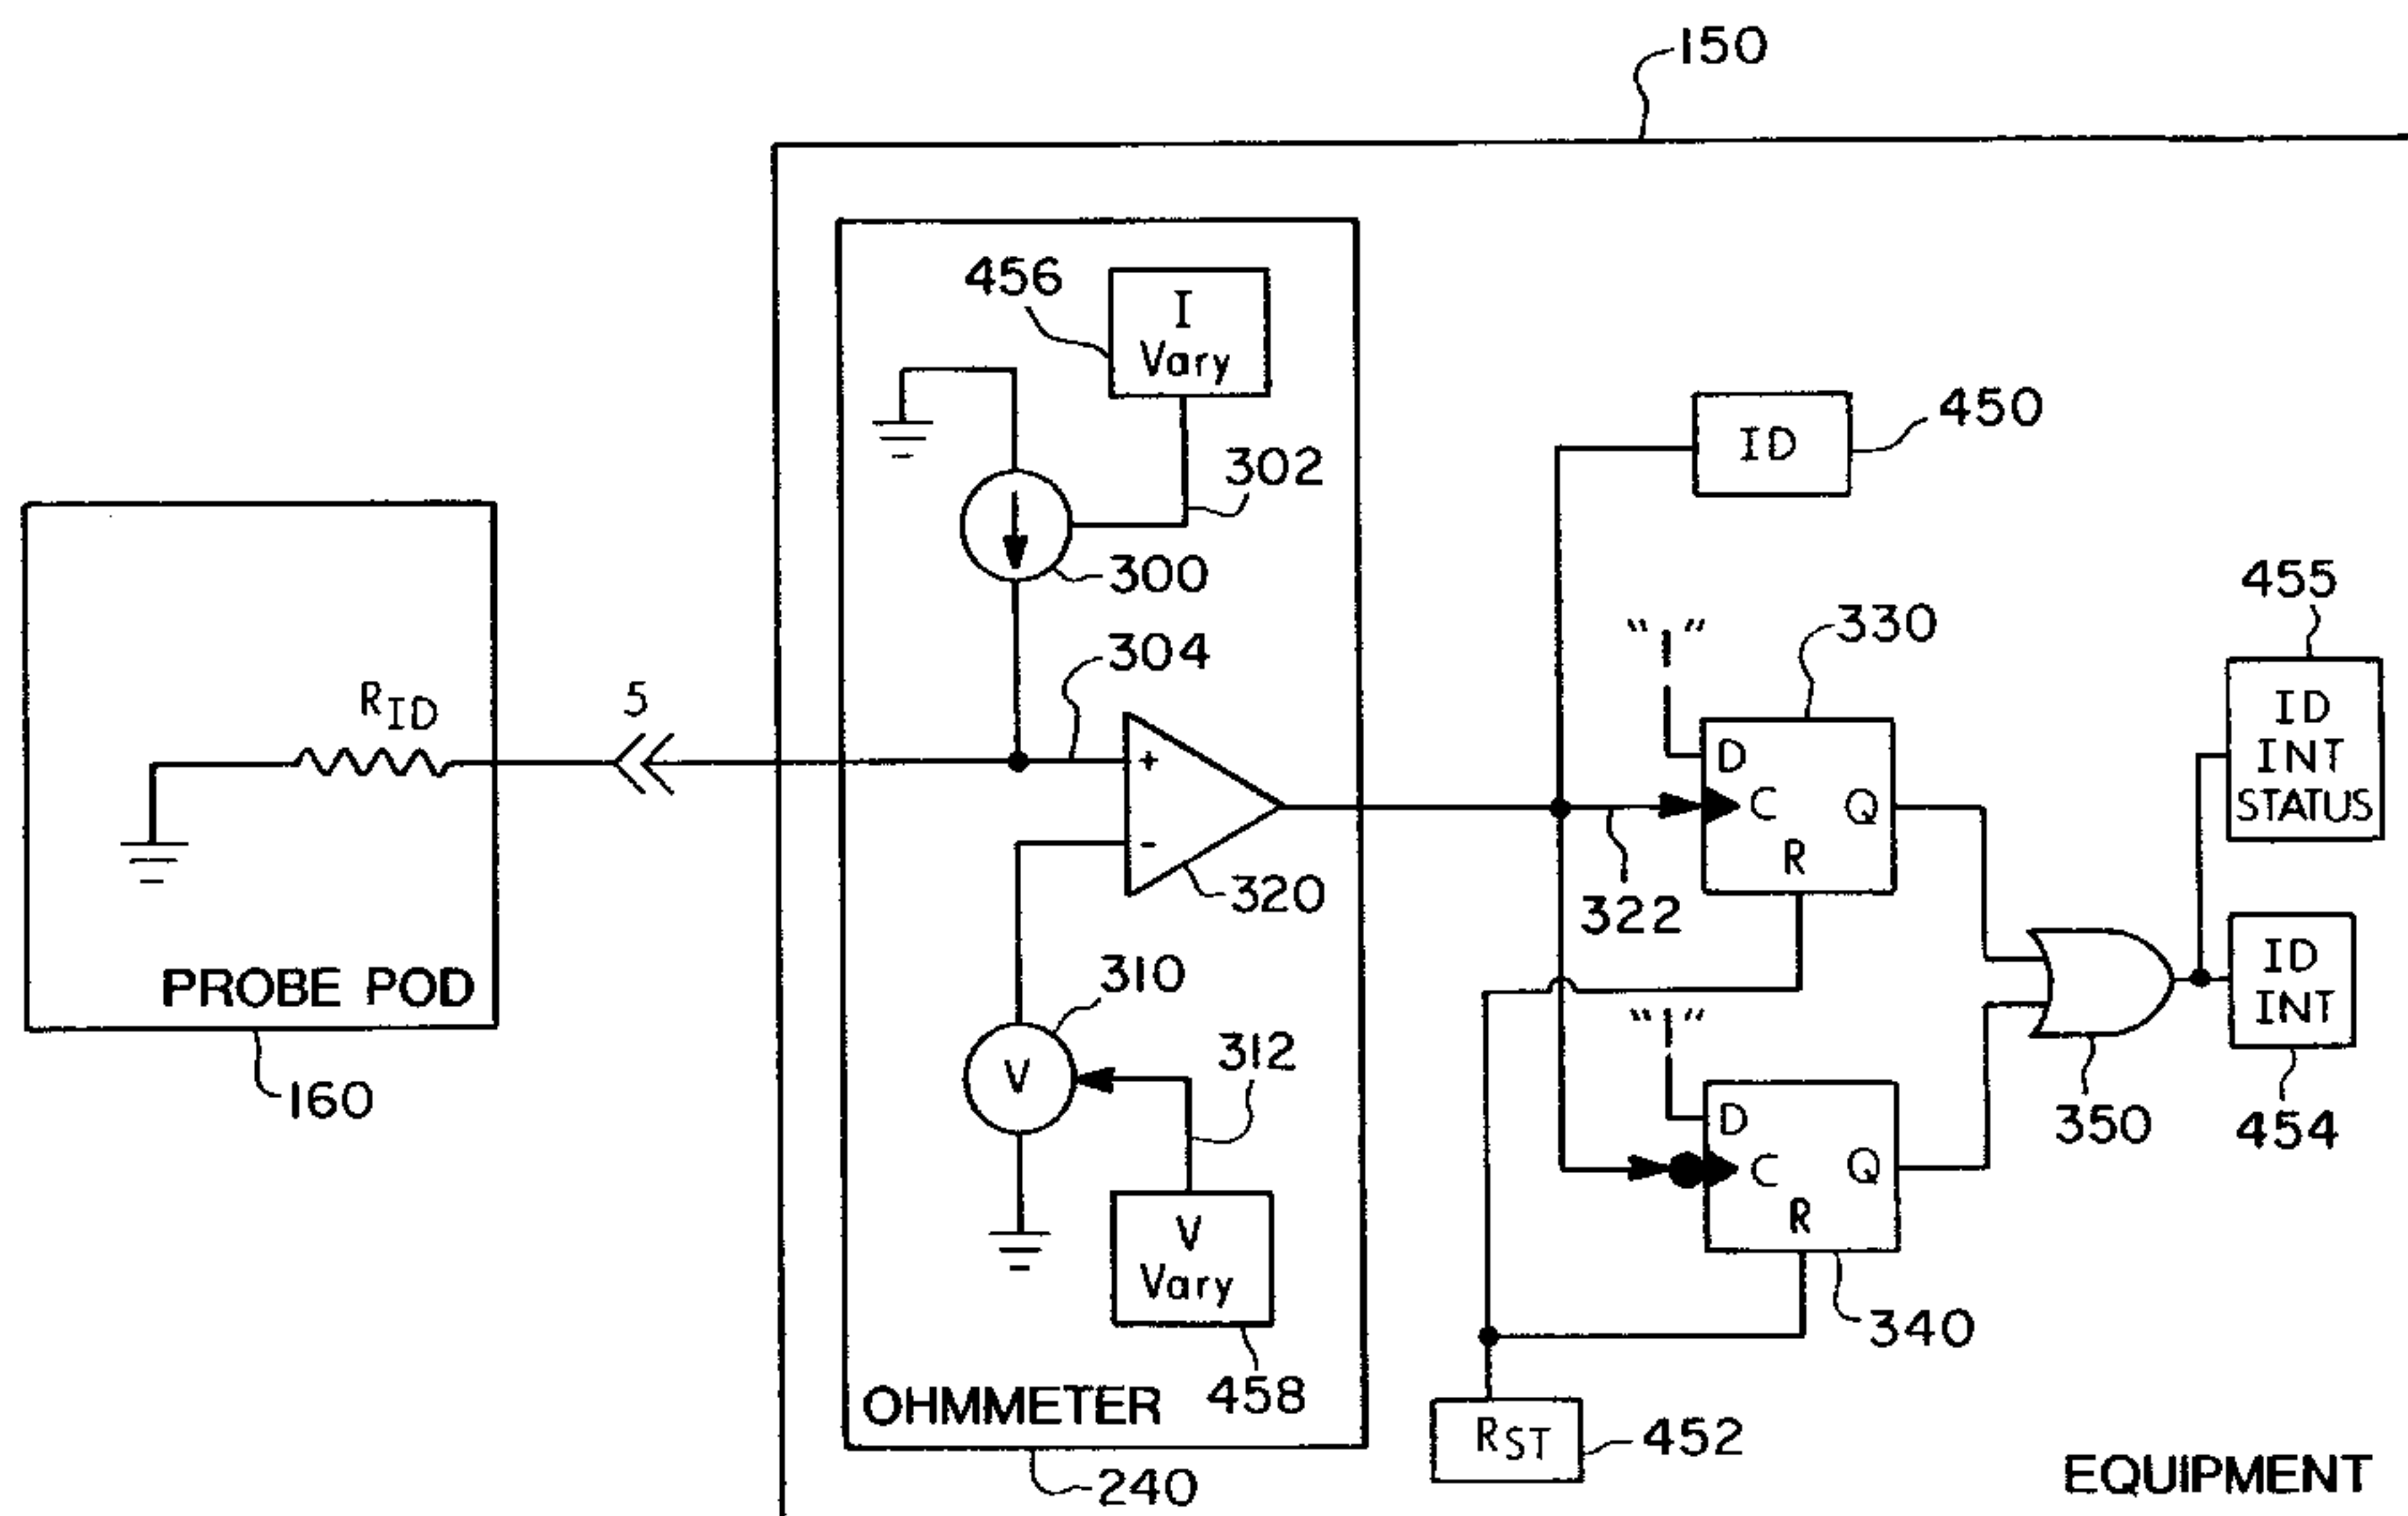 150
456
I
Vary
450
ID
302
300
455
"1"
330
304
RID
5
ID
INT
STATUS
+
D
C
Q
R
-
320
322
ID
INT
310
PROBE POD
"1"
312
V
D
160
350
454
C
Q
R
V
Vary
340
458
OHMMETER
RST
452
240
EQUIPMENT